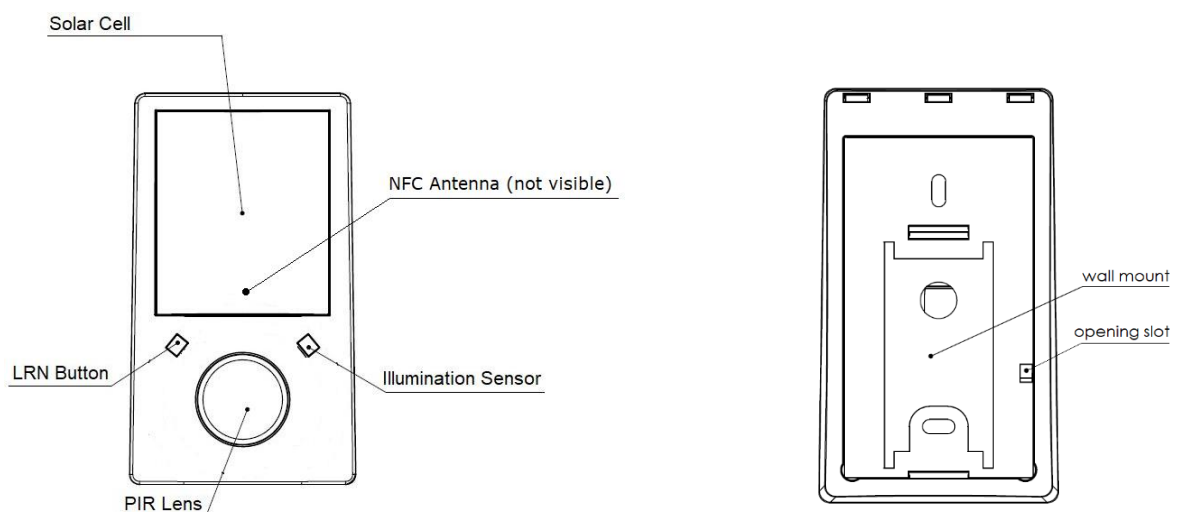 Solar Cell
NFC Antenna (not visible)
LRN Button
Illumination Sensor
PIR Lens
wall mount
opening slot